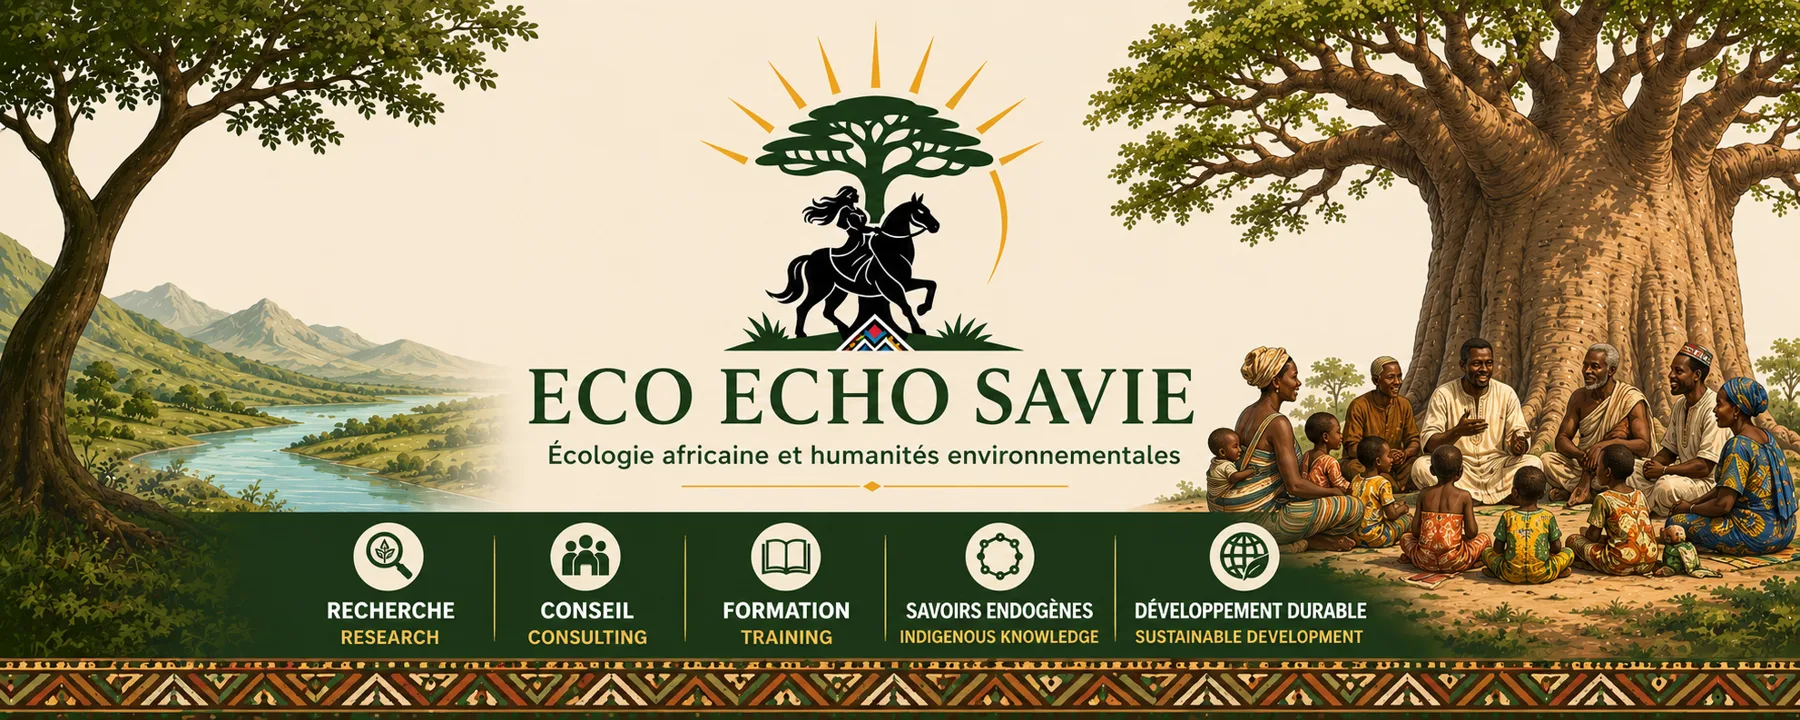 ECO ECHO SAVIE
Écologie africaine et humanités environnementales
RECHERCHE
RESEARCH
CONSEIL
CONSULTING
FORMATION
TRAINING
SAVOIRS ENDOGÈNES
INDIGENOUS KNOWLEDGE
DÉVELOPPEMENT DURABLE
SUSTAINABLE DEVELOPMENT